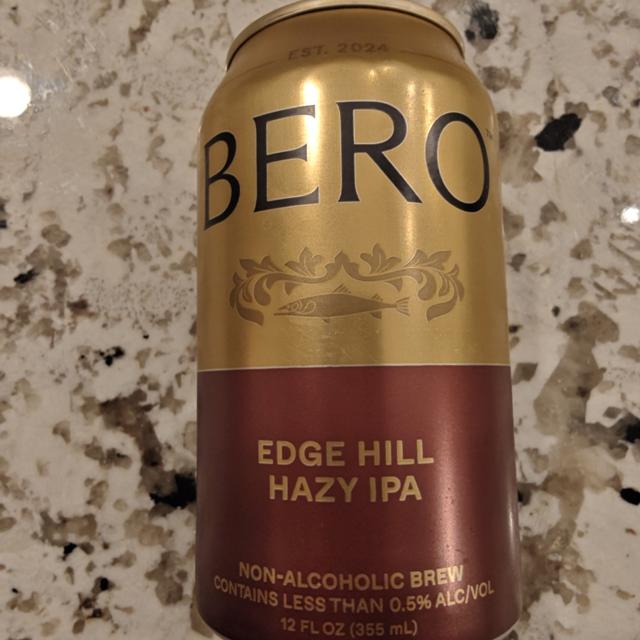 EST. 2024
BERO™
EDGE HILL
HAZY IPA
NON-ALCOHOLIC BREW
CONTAINS LESS THAN 0.5% ALC/VOL
12 FL OZ (355 mL)